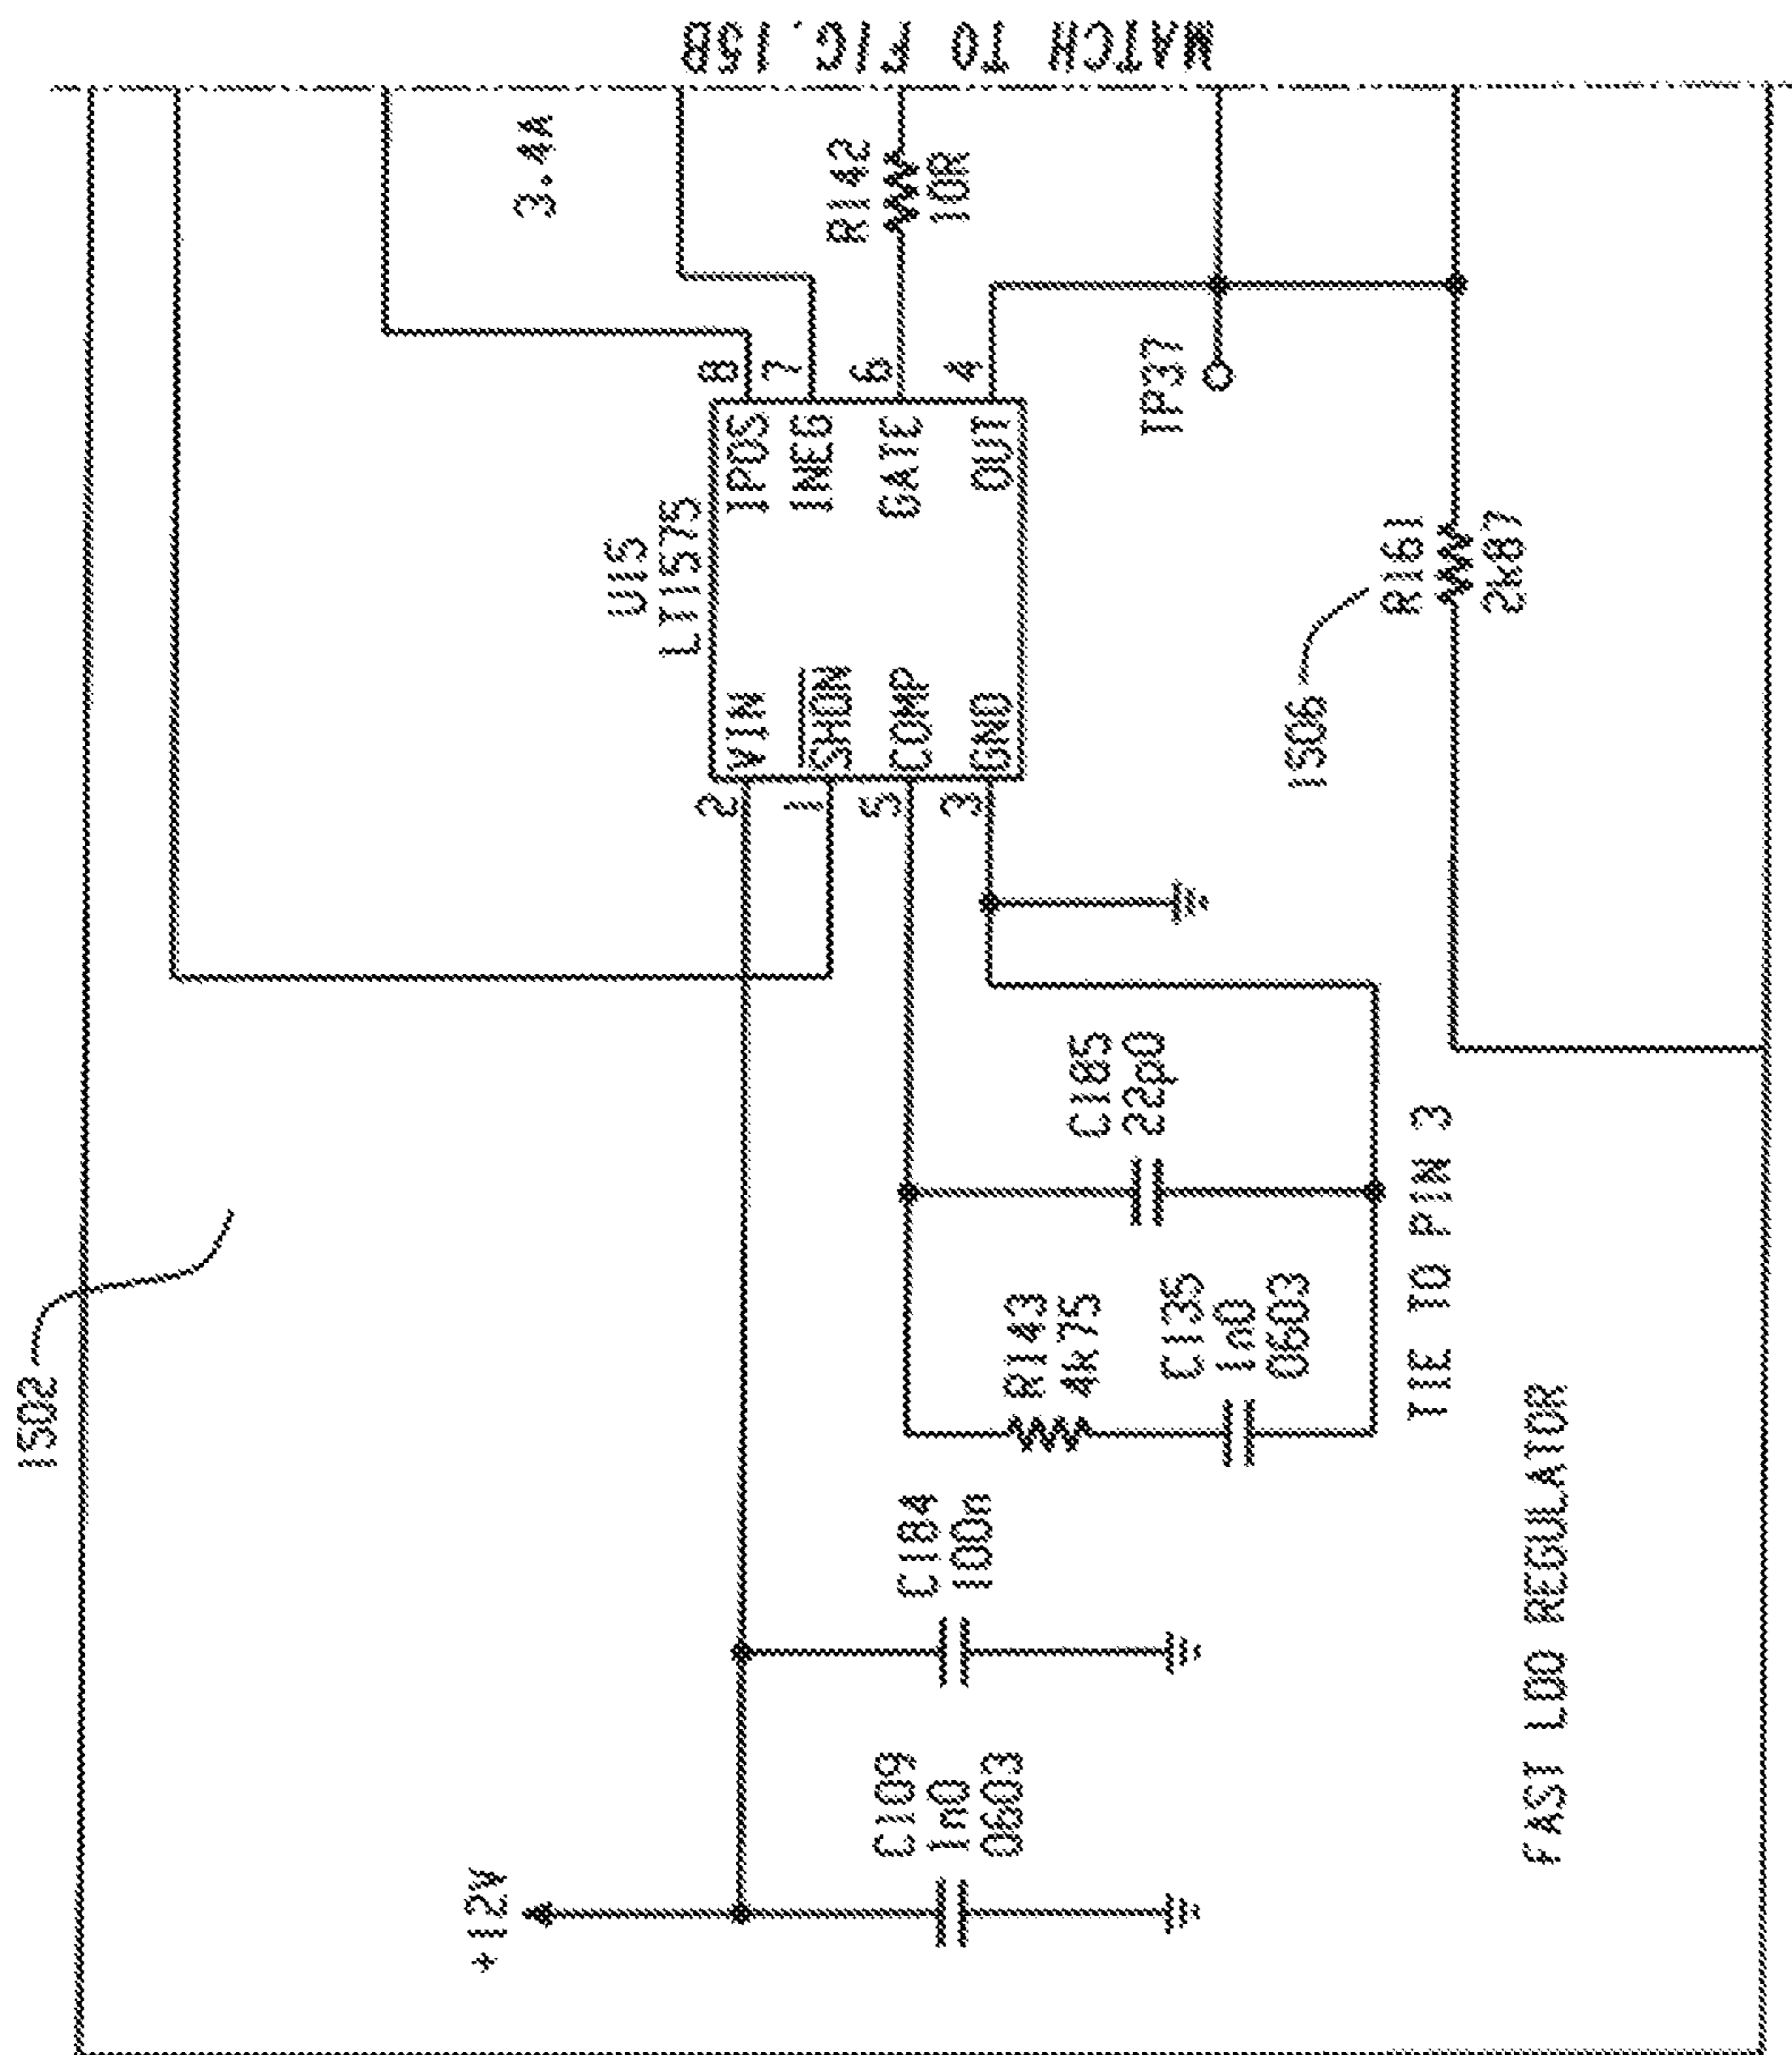 MATCH TO FIG.15B
1502
3.4A
R142
10R
U15
LT1575
8
IPOS
7
INEG
6
GATE
4
OUT
2
VIN
1
SHDN
5
COMP
3
GND
TP37
1506
R161
2k87
C185
22p0
R143
4k75
C135
1n0
0603
TIE TO PIN 3
C184
100n
C109
1n0
0603
+12V
FAST LDO REGULATOR